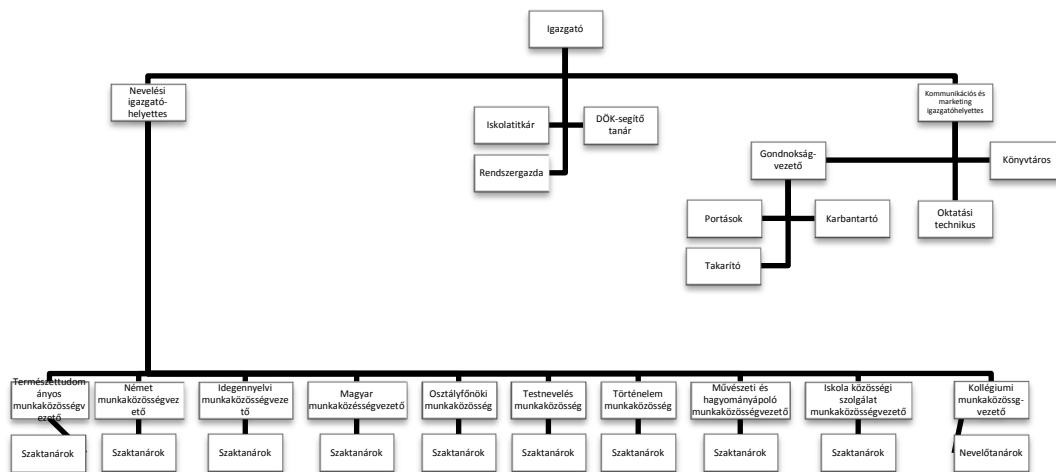 Igazgató
Nevelési
igazgató-
helyettes
Kommunikációs és
marketing
igazgatóhelyettes
Iskolatitkár
DÖK-segítő
tanár
Rendszergazda
Gondnokság-
vezető
Könyvtáros
Portások
Karbantartó
Oktatási
technikus
Takarító
Természettudom
ányos
munkaközösségv
ezető
Német
munkaközösségvez
ető
Idegennyelvi
munkaközösségveze
tő
Magyar
munkaközésségvezető
Osztályfőnöki
munkaközösség
Testnevelés
munkaközösség
Történelem
munkaközösség
Művészeti és
hagyományápoló
munkaközösségvezető
Iskola közösségi
szolgálat
munkaközösségvezető
Kollégiumi
munkaközössg-
vezető
Szaktanárok
Szaktanárok
Szaktanárok
Szaktanárok
Szaktanárok
Szaktanárok
Szaktanárok
Szaktanárok
Szaktanárok
Nevelőtanárok